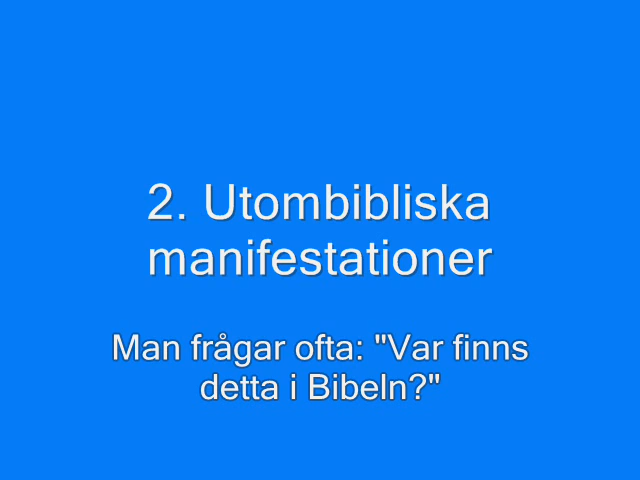 2. Utombibliska
manifestationer
Man frågar ofta: "Var finns
detta i Bibeln?"